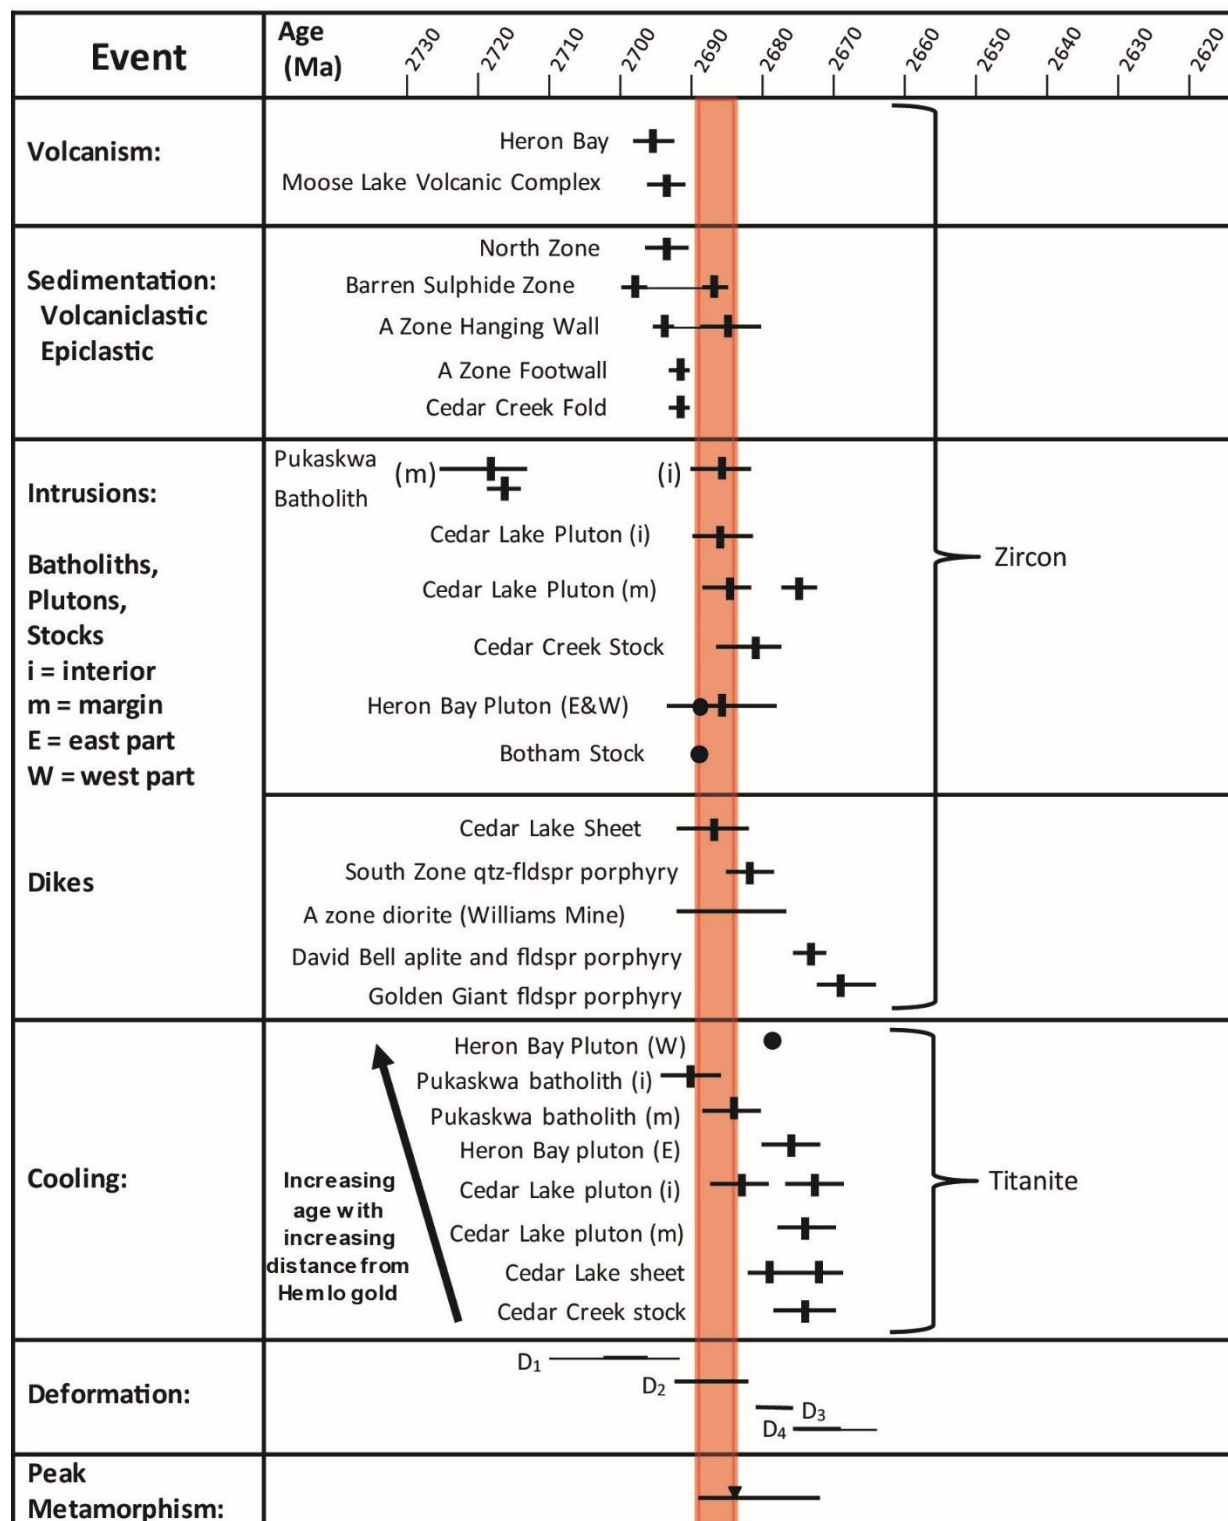 Event
Age
(Ma)
2730
2720
2710
2700
2690
2680
2670
2660
2650
2640
2630
2620
Volcanism:
Heron Bay
Moose Lake Volcanic Complex
Sedimentation:
Volcaniclastic
Epiclastic
North Zone
Barren Sulphide Zone
A Zone Hanging Wall
A Zone Footwall
Cedar Creek Fold
Intrusions:
Batholiths,
Plutons,
Stocks
i = interior
m = margin
E = east part
W = west part
Pukaskwa (m) (i)
Batholith
Cedar Lake Pluton (i)
Cedar Lake Pluton (m)
Cedar Creek Stock
Heron Bay Pluton (E&W)
Botham Stock
Zircon
Dikes
Cedar Lake Sheet
South Zone qtz-fldspr porphyry
A zone diorite (Williams Mine)
David Bell aplite and fldspr porphyry
Golden Giant fldspr porphyry
Cooling:
Increasing
age with
increasing
distance from
Hemlo gold
Heron Bay Pluton (W)
Pukaskwa batholith (i)
Pukaskwa batholith (m)
Heron Bay pluton (E)
Cedar Lake pluton (i)
Cedar Lake pluton (m)
Cedar Lake sheet
Cedar Creek stock
Titanite
Deformation:
D₁
D₂
D₃
D₄
Peak
Metamorphism: